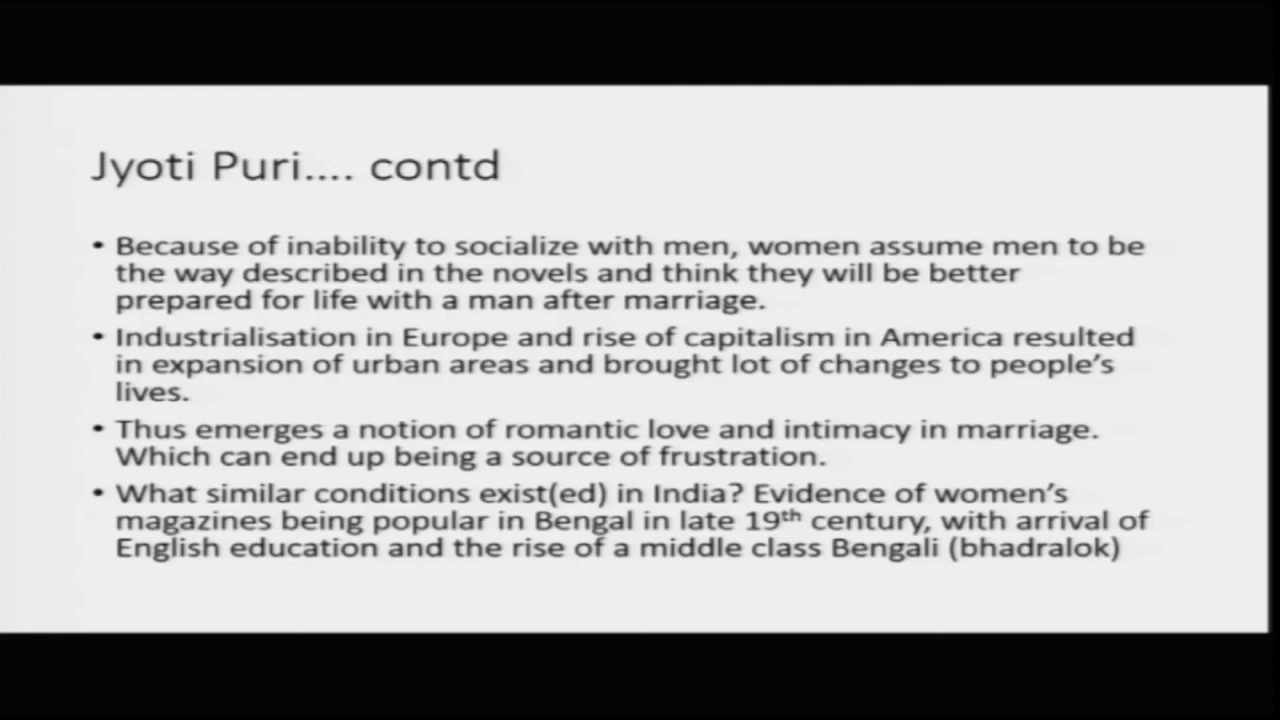 Jyoti Puri.... contd
• Because of inability to socialize with men, women assume men to be
the way described in the novels and think they will be better
prepared for life with a man after marriage.
• Industrialisation in Europe and rise of capitalism in America resulted
in expansion of urban areas and brought lot of changes to people's
lives.
• Thus emerges a notion of romantic love and intimacy in marriage.
Which can end up being a source of frustration.
• What similar conditions exist(ed) in India? Evidence of women's
magazines being popular in Bengal in late 19th century, with arrival of
English education and the rise of a middle class Bengali (bhadralok)